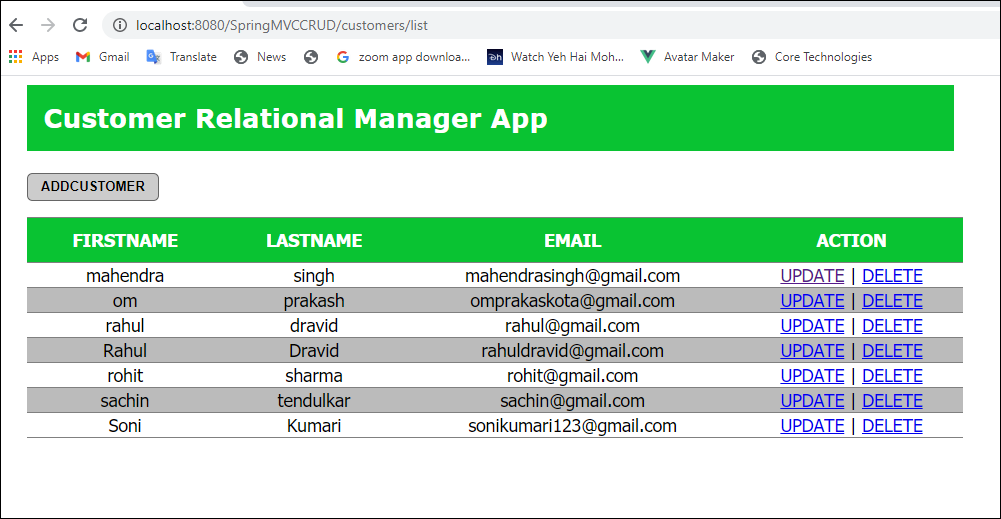 localhost:8080/SpringMVCCRUD/customers/list
Apps Gmail Translate News zoom app downloa... Dh Watch Yeh Hai Moh... Avatar Maker Core Technologies
Customer Relational Manager App
ADDCUSTOMER
FIRSTNAME LASTNAME EMAIL ACTION
mahendra singh mahendrasingh@gmail.com UPDATE | DELETE
om prakash omprakaskota@gmail.com UPDATE | DELETE
rahul dravid rahul@gmail.com UPDATE | DELETE
Rahul Dravid rahuldravid@gmail.com UPDATE | DELETE
rohit sharma rohit@gmail.com UPDATE | DELETE
sachin tendulkar sachin@gmail.com UPDATE | DELETE
Soni Kumari sonikumari123@gmail.com UPDATE | DELETE